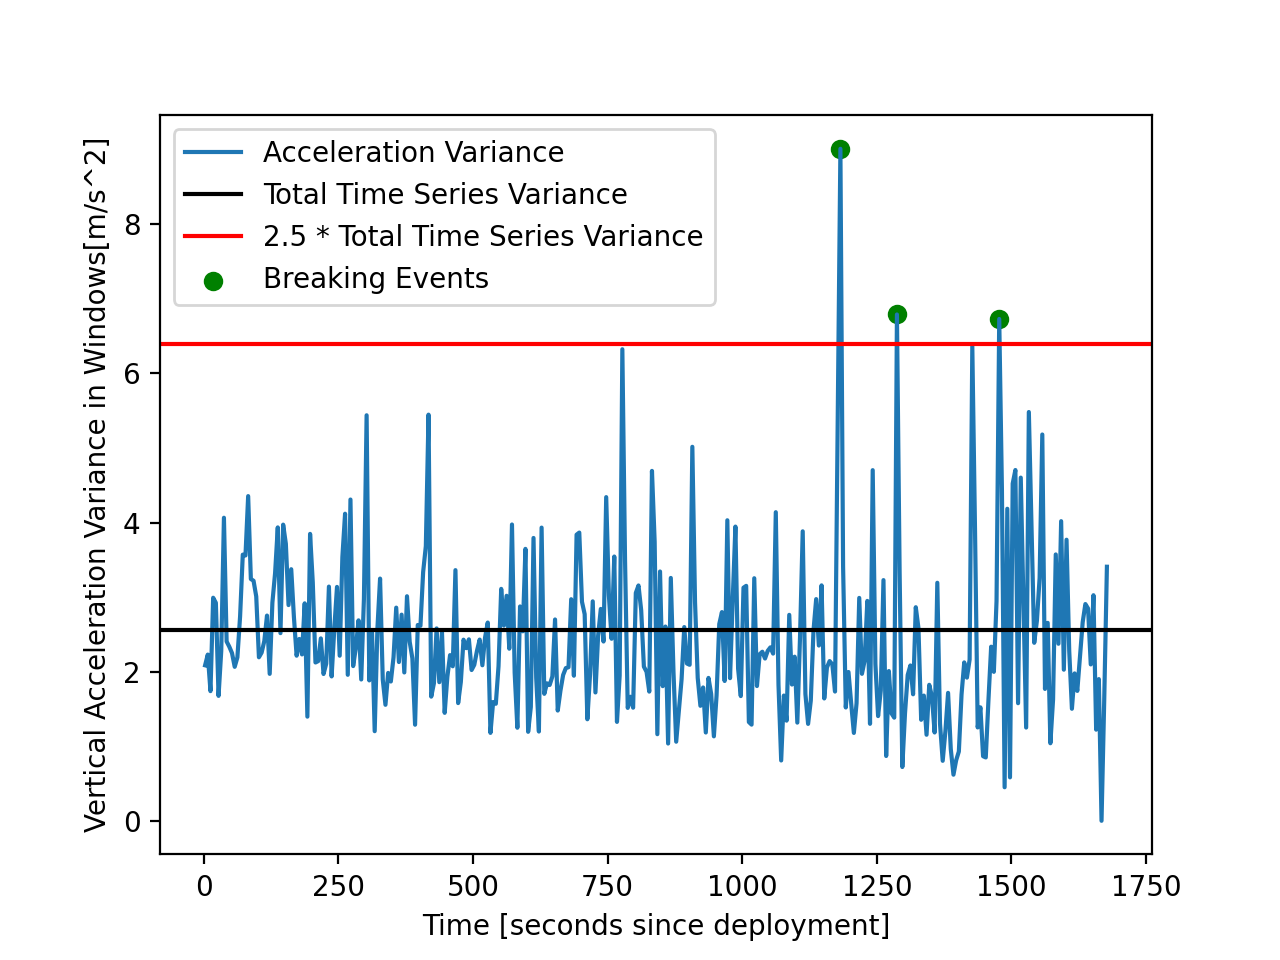 Acceleration Variance
Total Time Series Variance
2.5 * Total Time Series Variance
Breaking Events
Vertical Acceleration Variance in Windows[m/s^2]
8
6
4
2
0
0 250 500 750 1000 1250 1500 1750
Time [seconds since deployment]